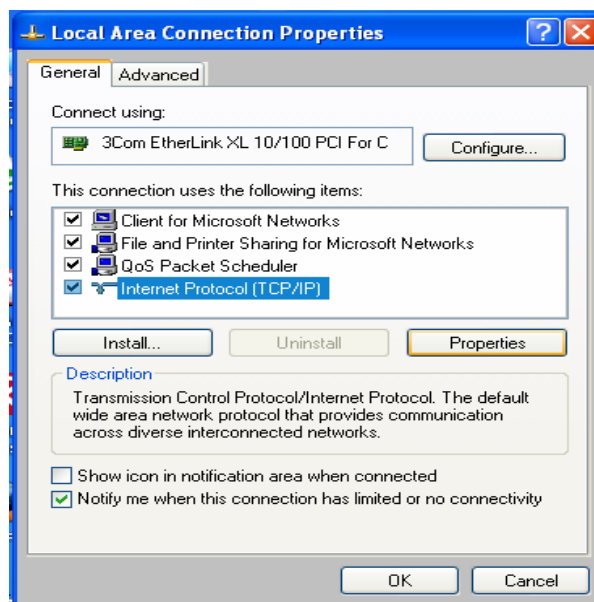 Local Area Connection Properties
General Advanced
Connect using:
3Com EtherLink XL 10/100 PCI For C Configure...
This connection uses the following items:
Client for Microsoft Networks
File and Printer Sharing for Microsoft Networks
QoS Packet Scheduler
Internet Protocol (TCP/IP)
Install... Uninstall Properties
Description
Transmission Control Protocol/Internet Protocol. The default
wide area network protocol that provides communication
across diverse interconnected networks.
Show icon in notification area when connected
Notify me when this connection has limited or no connectivity
OK Cancel